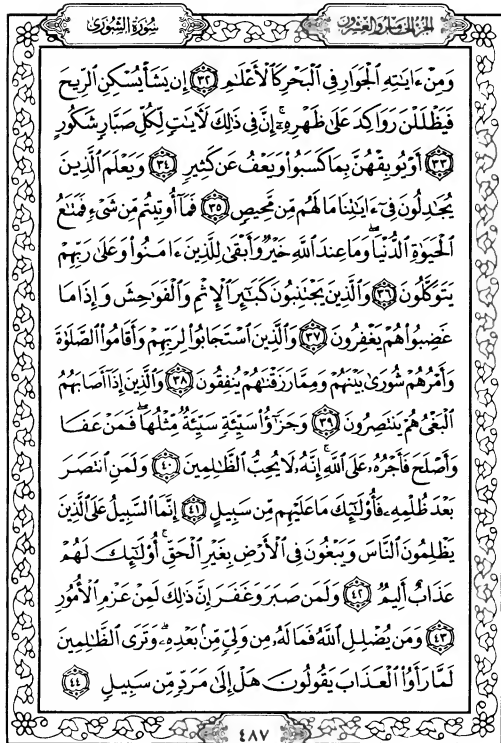 الجزء الخامس والعشرون
سورة الشورى
وَمِنْ ءَايَٰتِهِ ٱلْجَوَارِ فِى ٱلْبَحْرِ كَٱلْأَعْلَٰمِ ٣٢ إِن يَشَأْ يُسْكِنِ ٱلرِّيحَ
فَيَظْلَلْنَ رَوَاكِدَ عَلَىٰ ظَهْرِهِۦٓ إِنَّ فِى ذَٰلِكَ لَءَايَٰتٍ لِّكُلِّ صَبَّارٍ شَكُورٍ
٣٣ أَوْ يُوبِقْهُنَّ بِمَا كَسَبُوا۟ وَيَعْفُ عَن كَثِيرٍ ٣٤ وَيَعْلَمَ ٱلَّذِينَ
يُجَٰدِلُونَ فِىٓ ءَايَٰتِنَا مَا لَهُم مِّن مَّحِيصٍ ٣٥ فَمَآ أُوتِيتُم مِّن شَىْءٍ فَمَتَٰعُ
ٱلْحَيَوٰةِ ٱلدُّنْيَا ۖ وَمَا عِندَ ٱللَّهِ خَيْرٌ وَأَبْقَىٰ لِلَّذِينَ ءَامَنُوا۟ وَعَلَىٰ رَبِّهِمْ
يَتَوَكَّلُونَ ٣٦ وَٱلَّذِينَ يَجْتَنِبُونَ كَبَٰٓئِرَ ٱلْإِثْمِ وَٱلْفَوَٰحِشَ وَإِذَا مَا
غَضِبُوا۟ هُمْ يَغْفِرُونَ ٣٧ وَٱلَّذِينَ ٱسْتَجَابُوا۟ لِرَبِّهِمْ وَأَقَامُوا۟ ٱلصَّلَوٰةَ
وَأَمْرُهُمْ شُورَىٰ بَيْنَهُمْ وَمِمَّا رَزَقْنَٰهُمْ يُنفِقُونَ ٣٨ وَٱلَّذِينَ إِذَآ أَصَابَهُمُ
ٱلْبَغْىُ هُمْ يَنتَصِرُونَ ٣٩ وَجَزَٰٓؤُا۟ سَيِّئَةٍ سَيِّئَةٌ مِّثْلُهَا ۖ فَمَنْ عَفَا
وَأَصْلَحَ فَأَجْرُهُۥ عَلَى ٱللَّهِ ۚ إِنَّهُۥ لَا يُحِبُّ ٱلظَّٰلِمِينَ ٤٠ وَلَمَنِ ٱنتَصَرَ
بَعْدَ ظُلْمِهِۦ فَأُو۟لَٰٓئِكَ مَا عَلَيْهِم مِّن سَبِيلٍ ٤١ إِنَّمَا ٱلسَّبِيلُ عَلَى ٱلَّذِينَ
يَظْلِمُونَ ٱلنَّاسَ وَيَبْغُونَ فِى ٱلْأَرْضِ بِغَيْرِ ٱلْحَقِّ ۚ أُو۟لَٰٓئِكَ لَهُمْ
عَذَابٌ أَلِيمٌ ٤٢ وَلَمَن صَبَرَ وَغَفَرَ إِنَّ ذَٰلِكَ لَمِنْ عَزْمِ ٱلْأُمُورِ
٤٣ وَمَن يُضْلِلِ ٱللَّهُ فَمَا لَهُۥ مِن وَلِىٍّ مِّنۢ بَعْدِهِۦ ۗ وَتَرَى ٱلظَّٰلِمِينَ
لَمَّا رَأَوُا۟ ٱلْعَذَابَ يَقُولُونَ هَلْ إِلَىٰ مَرَدٍّ مِّن سَبِيلٍ ٤٤
٤٨٧